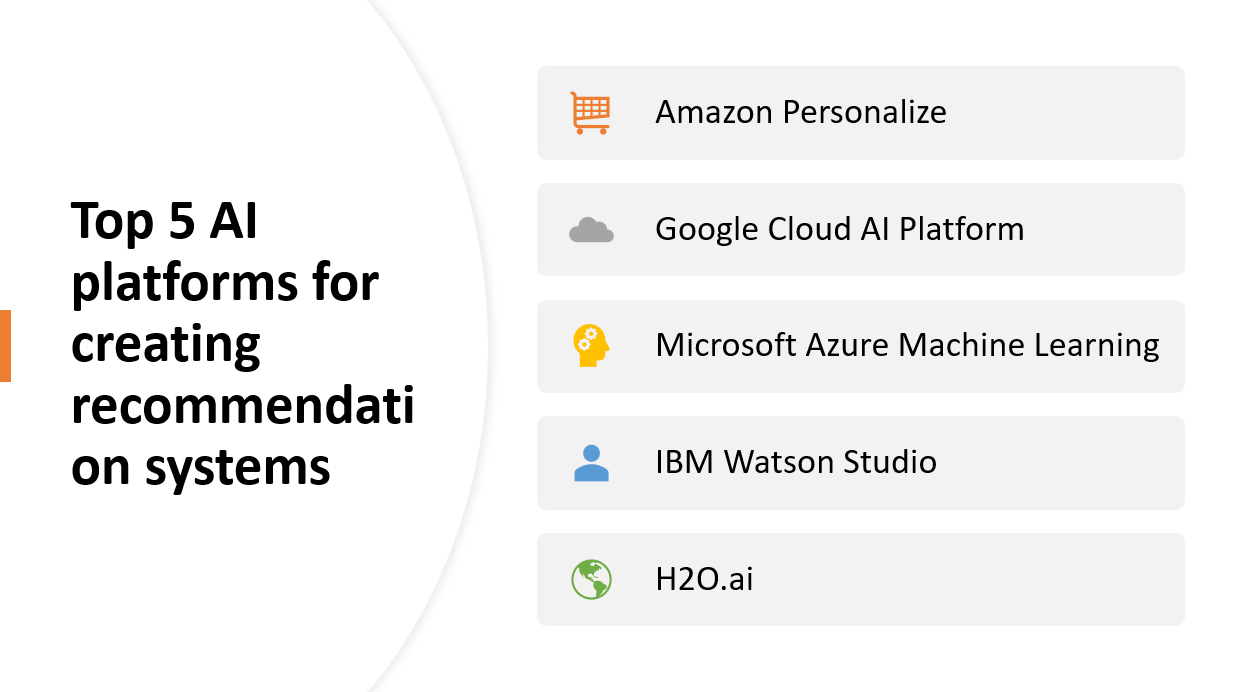 Top 5 AI
platforms for
creating
recommendati
on systems
Amazon Personalize
Google Cloud AI Platform
Microsoft Azure Machine Learning
IBM Watson Studio
H2O.ai